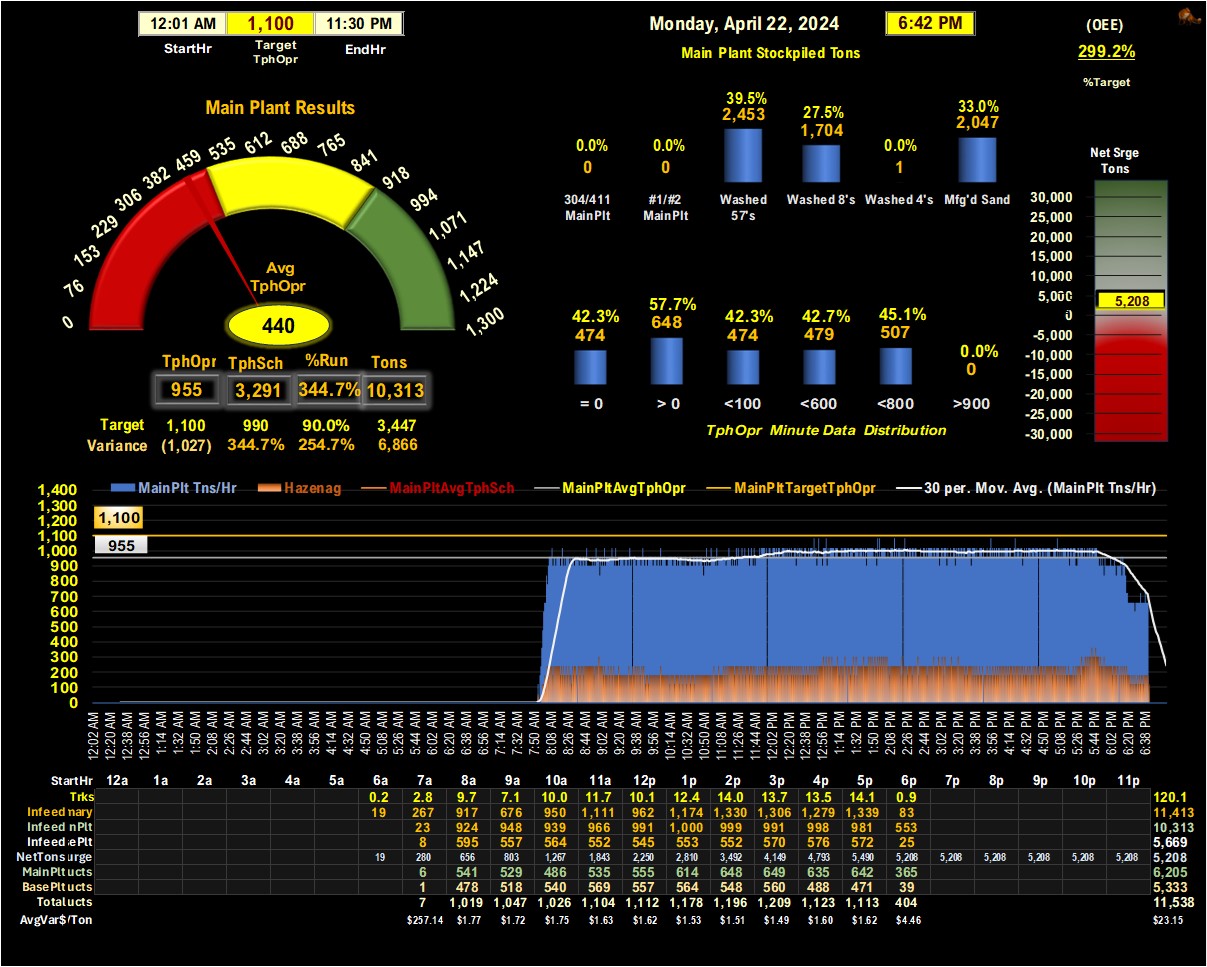 12:01 AM 1,100 11:30 PM
StartHr Target TphOpr EndHr
Monday, April 22, 2024 6:42 PM
Main Plant Stockpiled Tons
(OEE)
299.2%
%Target
Main Plant Results
0 76 153 229 306 382 459 535 612 688 765 841 918 994 1,071 1,147 1,224 1,300
Avg
TphOpr
440
TphOpr TphSch %Run Tons
955 3,291 344.7% 10,313
Target 1,100 990 90.0% 3,447
Variance (1,027) 344.7% 254.7% 6,866
0.0% 0.0% 39.5% 27.5% 0.0% 33.0%
0 0 2,453 1,704 1 2,047
304/411 MainPlt #1/#2 MainPlt Washed 57's Washed 8's Washed 4's Mfg'd Sand
42.3% 57.7% 42.3% 42.7% 45.1% 0.0%
474 648 474 479 507 0
= 0 > 0 <100 <600 <800 >900
TphOpr Minute Data Distribution
Net Srge
Tons
30,000
25,000
20,000
15,000
10,000
5,000
5,208
0
-5,000
-10,000
-15,000
-20,000
-25,000
-30,000
MainPlt Tns/Hr Hazenag MainPltAvgTphSch MainPltAvgTphOpr MainPltTargetTphOpr 30 per. Mov. Avg. (MainPlt Tns/Hr)
1,400
1,300
1,200
1,100
1,000
900
800
700
600
500
400
300
200
100
0
1,100
955
12:02 AM 12:20 AM 12:38 AM 12:56 AM 1:14 AM 1:32 AM 1:50 AM 2:08 AM 2:26 AM 2:44 AM 3:02 AM 3:20 AM 3:38 AM 3:56 AM 4:14 AM 4:32 AM 4:50 AM 5:08 AM 5:26 AM 5:44 AM 6:02 AM 6:20 AM 6:38 AM 6:56 AM 7:14 AM 7:32 AM 7:50 AM 8:08 AM 8:26 AM 8:44 AM 9:02 AM 9:20 AM 9:38 AM 9:56 AM 10:14 AM 10:32 AM 10:50 AM 11:08 AM 11:26 AM 11:44 AM 12:02 PM 12:20 PM 12:38 PM 12:56 PM 1:14 PM 1:32 PM 1:50 PM 2:08 PM 2:26 PM 2:44 PM 3:02 PM 3:20 PM 3:38 PM 3:56 PM 4:14 PM 4:32 PM 4:50 PM 5:08 PM 5:26 PM 5:44 PM 6:02 PM 6:20 PM 6:38 PM
StartHr 12a 1a 2a 3a 4a 5a 6a 7a 8a 9a 10a 11a 12p 1p 2p 3p 4p 5p 6p 7p 8p 9p 10p 11p
Trks 0.2 2.8 9.7 7.1 10.0 11.7 10.1 12.4 14.0 13.7 13.5 14.1 0.9 120.1
Infeed mary 19 267 917 676 950 1,111 962 1,174 1,330 1,306 1,279 1,339 83 11,413
Infeed nPlt 23 924 948 939 966 991 1,000 999 991 998 981 553 10,313
Infeed ePlt 8 595 557 564 552 545 553 552 570 576 572 25 5,669
NetTons urge 19 280 656 803 1,267 1,843 2,250 2,810 3,492 4,149 4,793 5,490 5,208 5,208 5,208 5,208 5,208 5,208 5,208
MainPlt ucts 6 541 529 486 535 555 614 648 649 635 642 365 6,205
BasePlt ucts 1 478 518 540 569 557 564 548 560 488 471 39 5,333
Total ucts 7 1,019 1,047 1,026 1,104 1,112 1,178 1,196 1,209 1,123 1,113 404 11,538
AvgVar$/Ton $257.14 $1.77 $1.72 $1.75 $1.63 $1.62 $1.53 $1.51 $1.49 $1.60 $1.62 $4.46 $23.15